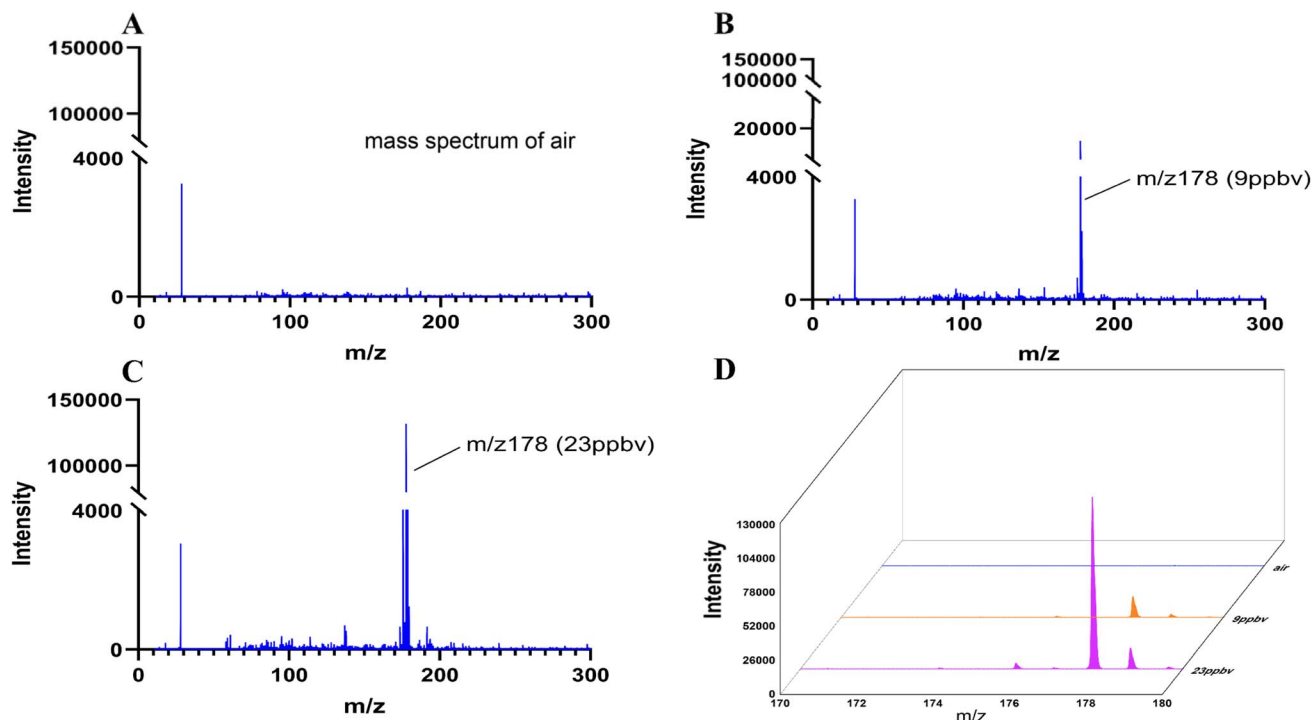 A
150000
100000
4000
0
Intensity
mass spectrum of air
0 100 200 300
m/z
B
150000
100000
20000
4000
0
Intensity
m/z178 (9ppbv)
0 100 200 300
m/z
C
150000
100000
4000
0
Intensity
m/z178 (23ppbv)
0 100 200 300
m/z
D
130000
104000
78000
52000
26000
0
Intensity
air
9ppbv
23ppbv
170 172 174 176 178 180
m/z